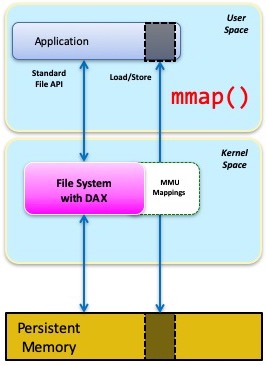 User
Space
Application
Standard
File API
Load/Store
mmap()
Kernel
Space
File System
with DAX
MMU
Mappings
Persistent
Memory